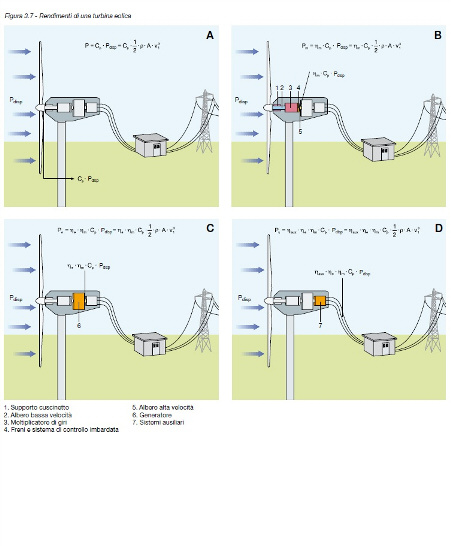 Figura 3.7 - Rendimenti di una turbina eolica
A
P = Cp · Pdisp = Cp · 1/2 · ρ · A · v₁³
Pdisp
Cp · Pdisp
B
Pm = ηm · Cp · Pdisp = ηm · Cp · 1/2 · ρ · A · v₁³
ηm · Cp · Pdisp
1 2 3 4
Pdisp
5
C
Pe = ηe · ηm · Cp · Pdisp = ηe · ηm · Cp · 1/2 · ρ · A · v₁³
ηe · ηm · Cp · Pdisp
Pdisp
6
D
Pe = ηaux · ηe · ηm · Cp · Pdisp = ηaux · ηe · ηm · Cp · 1/2 · ρ · A · v₁³
ηaux · ηe · ηm · Cp · Pdisp
Pdisp
7
1. Supporto cuscinetto
2. Albero bassa velocità
3. Moltiplicatore di giri
4. Freni e sistema di controllo imbardata
5. Albero alta velocità
6. Generatore
7. Sistemi ausiliari